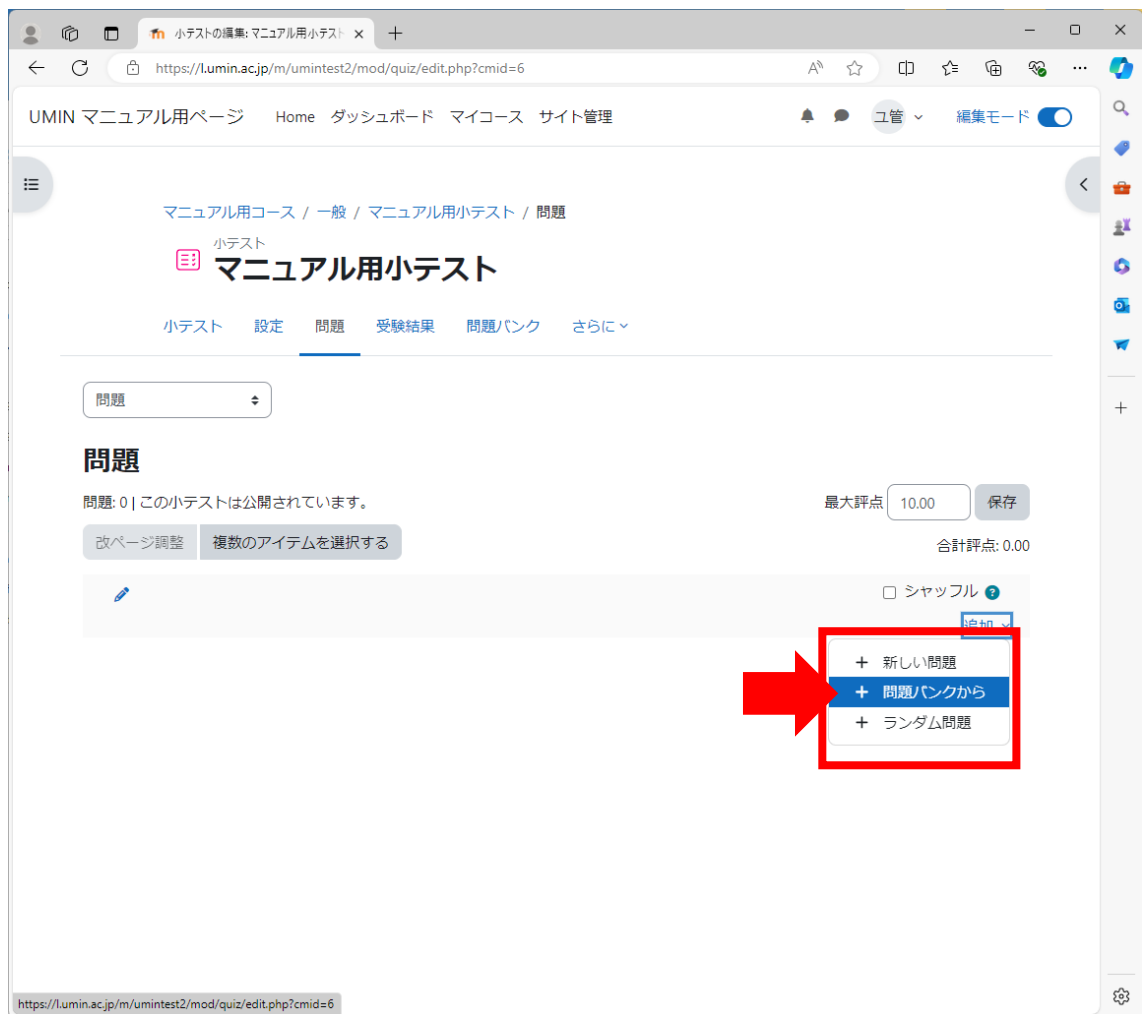 小テストの編集: マニュアル用小テスト
https://l.umin.ac.jp/m/umintest2/mod/quiz/edit.php?cmid=6
UMIN マニュアル用ページ Home ダッシュボード マイコース サイト管理 ユ管 編集モード
マニュアル用コース / 一般 / マニュアル用小テスト / 問題
小テスト
マニュアル用小テスト
小テスト 設定 問題 受験結果 問題バンク さらに
問題
問題
問題: 0 | この小テストは公開されています。 最大評点 10.00 保存
改ページ調整 複数のアイテムを選択する 合計評点: 0.00
シャッフル
追加
+ 新しい問題
+ 問題バンクから
+ ランダム問題
https://l.umin.ac.jp/m/umintest2/mod/quiz/edit.php?cmid=6